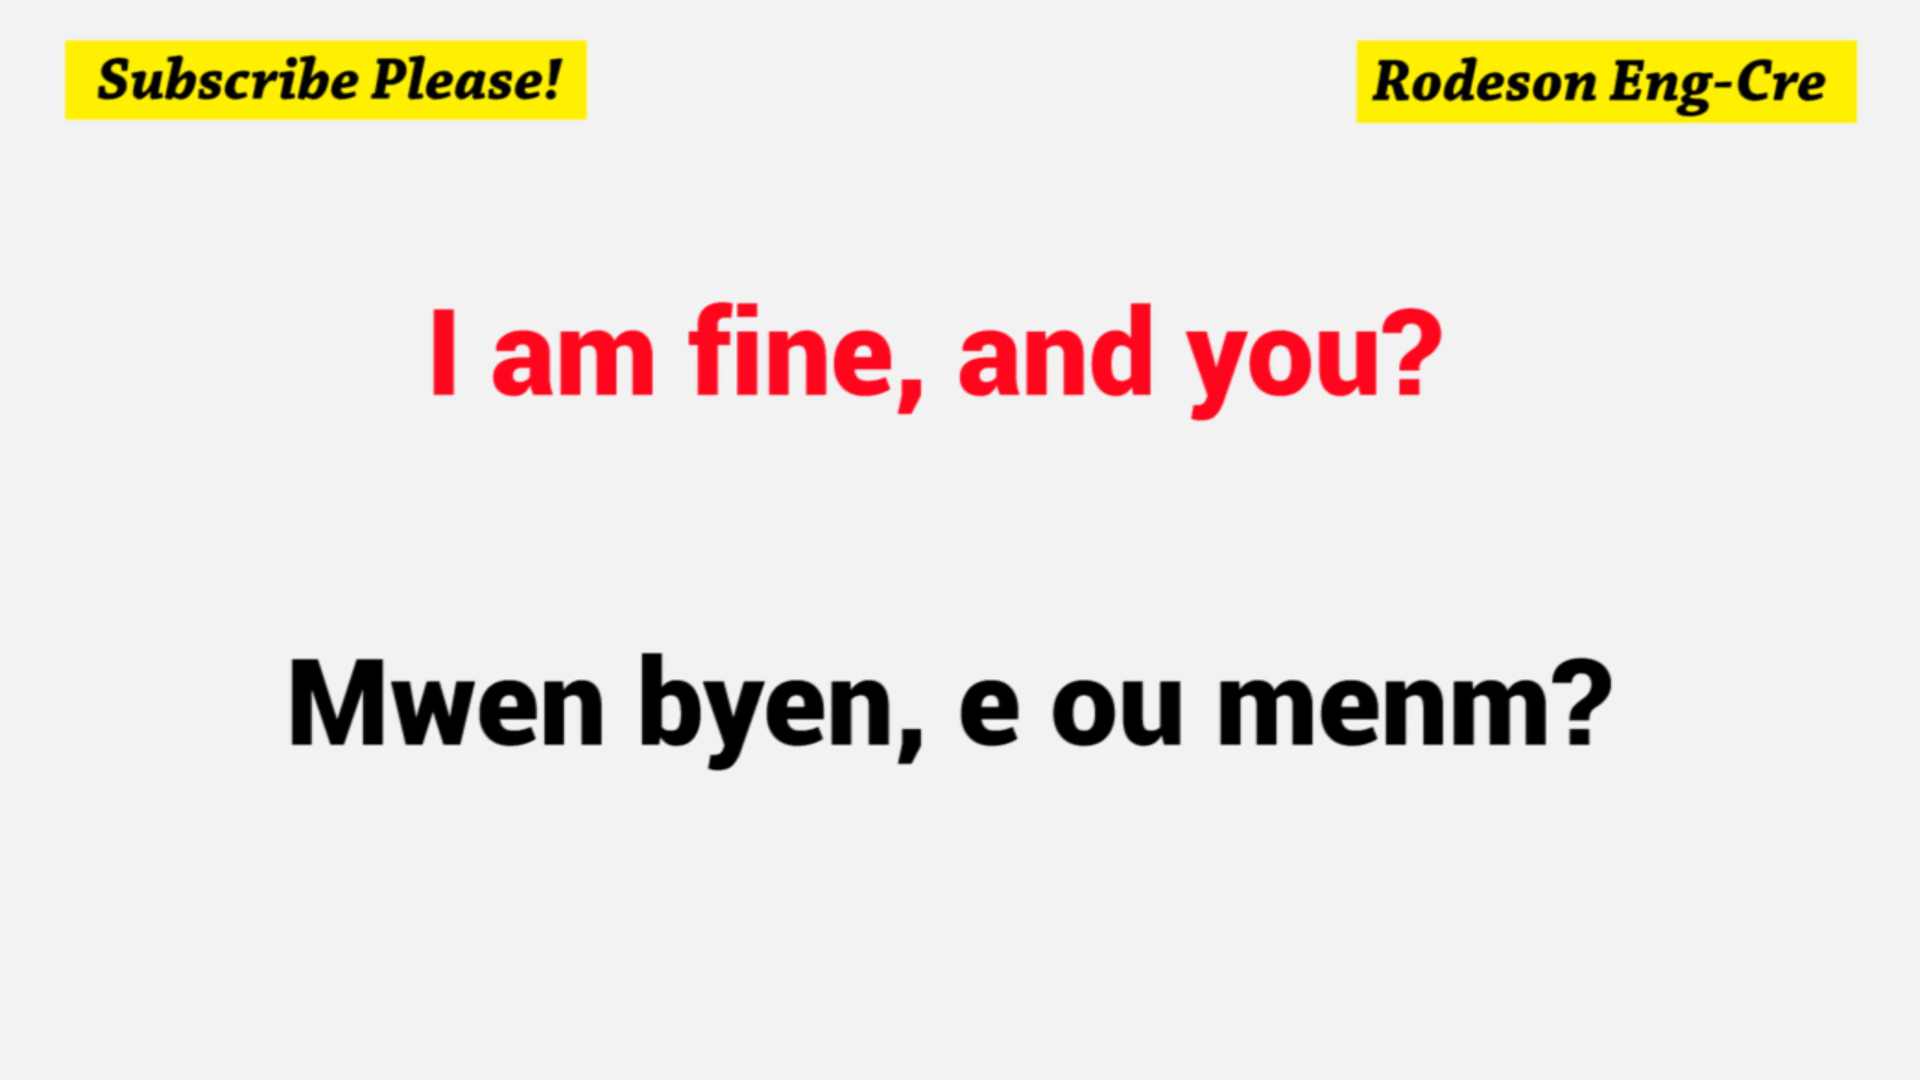 Subscribe Please!
Rodeson Eng-Cre
I am fine, and you?
Mwen byen, e ou menm?